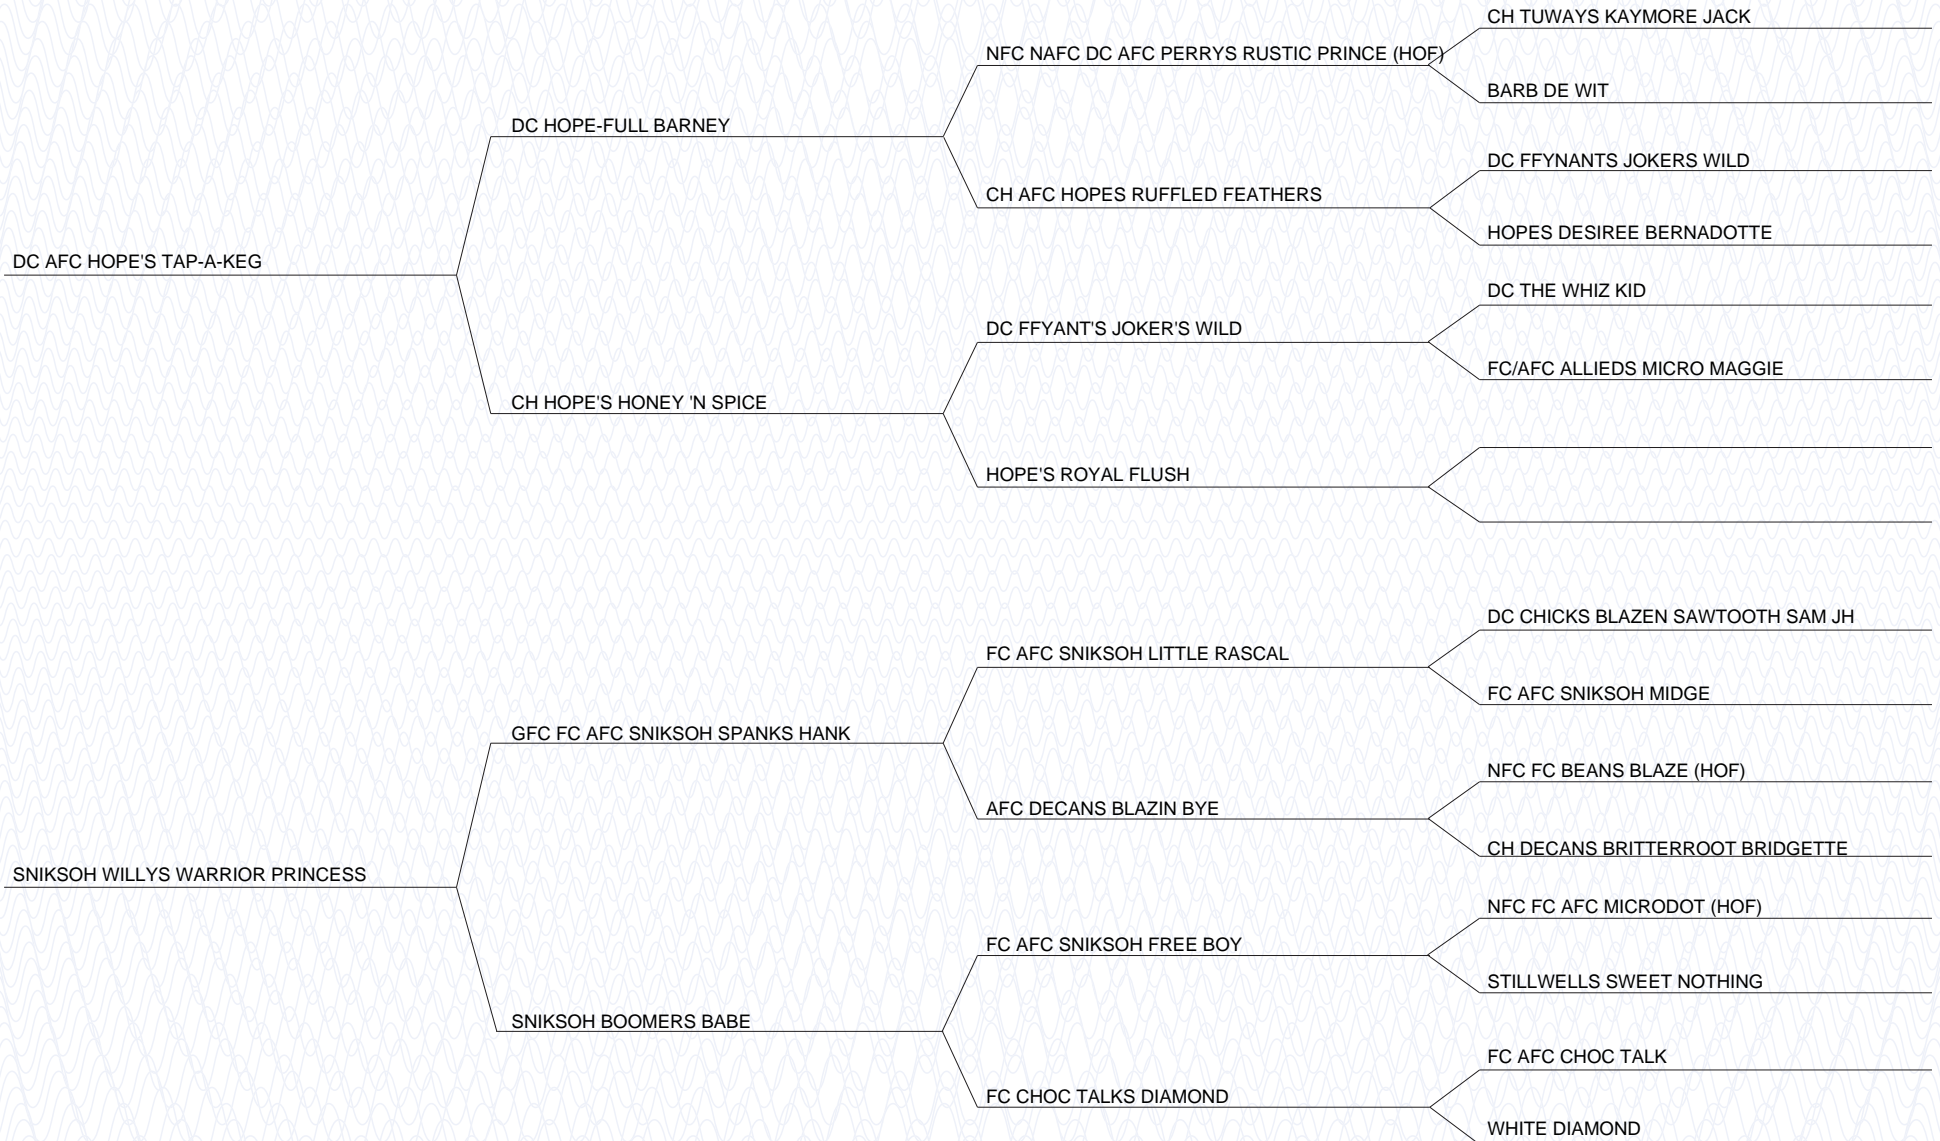 CH TUWAYS KAYMORE JACK
NFC NAFC DC AFC PERRYS RUSTIC PRINCE (HOF)
BARB DE WIT
DC HOPE-FULL BARNEY
DC FFYNANTS JOKERS WILD
CH AFC HOPES RUFFLED FEATHERS
HOPES DESIREE BERNADOTTE
DC AFC HOPE'S TAP-A-KEG
DC THE WHIZ KID
DC FFYANT'S JOKER'S WILD
FC/AFC ALLIEDS MICRO MAGGIE
CH HOPE'S HONEY 'N SPICE
HOPE'S ROYAL FLUSH
DC CHICKS BLAZEN SAWTOOTH SAM JH
FC AFC SNIKSOH LITTLE RASCAL
FC AFC SNIKSOH MIDGE
GFC FC AFC SNIKSOH SPANKS HANK
NFC FC BEANS BLAZE (HOF)
AFC DECANS BLAZIN BYE
CH DECANS BRITTERROOT BRIDGETTE
SNIKSOH WILLYS WARRIOR PRINCESS
NFC FC AFC MICRODOT (HOF)
FC AFC SNIKSOH FREE BOY
STILLWELLS SWEET NOTHING
SNIKSOH BOOMERS BABE
FC AFC CHOC TALK
FC CHOC TALKS DIAMOND
WHITE DIAMOND